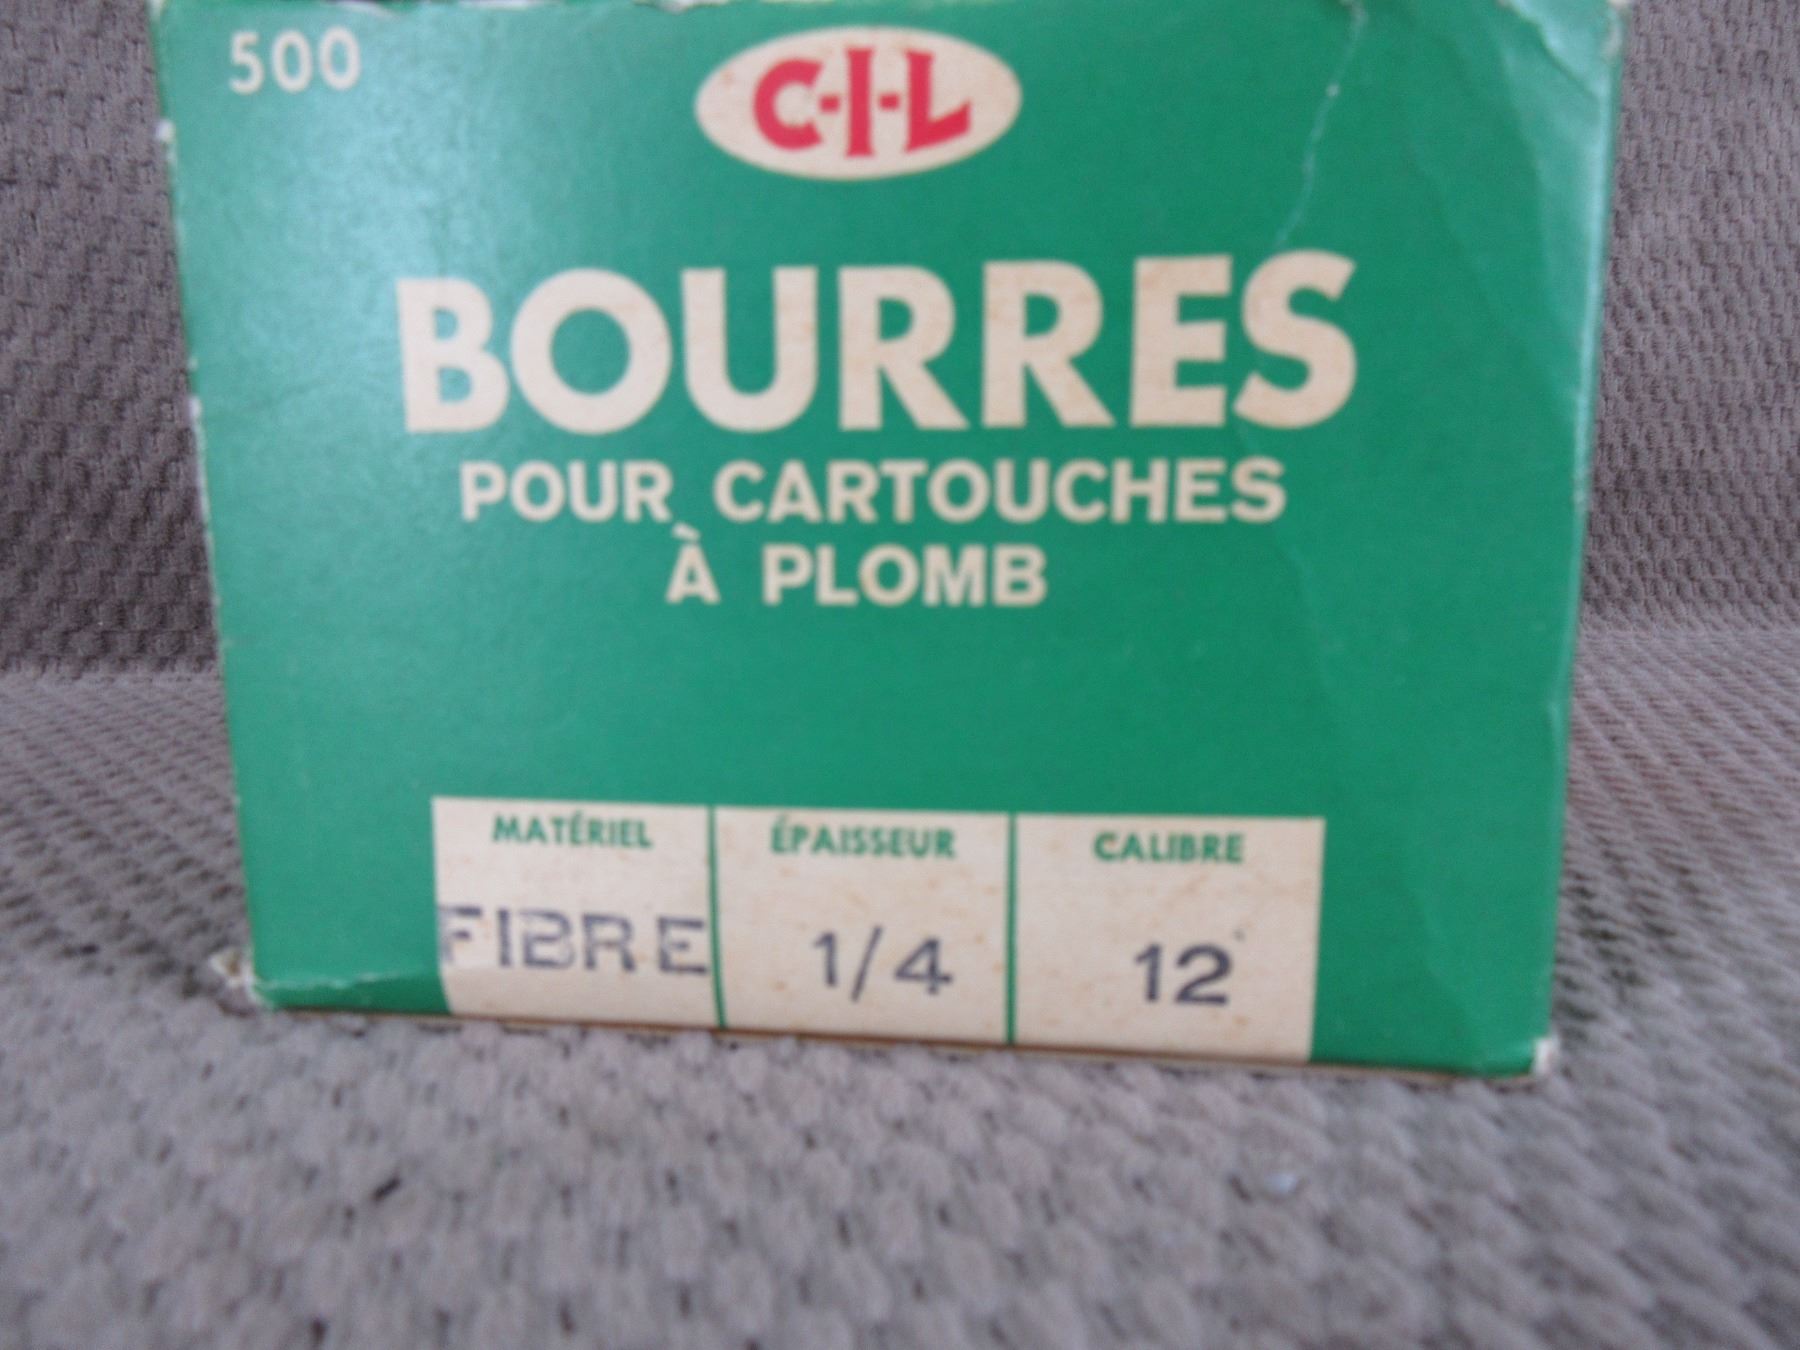 500
C-I-L
BOURRES
POUR CARTOUCHES
À PLOMB
MATÉRIEL ÉPAISSEUR CALIBRE
FIBRE 1/4 12